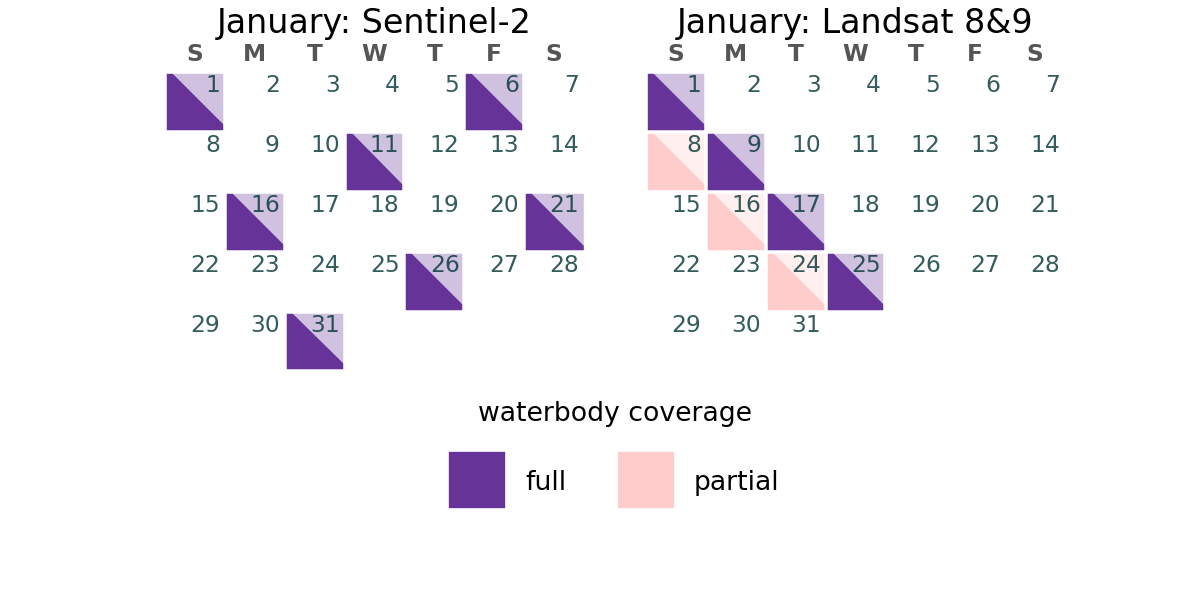 January: Sentinel-2
S M T W T F S
1 2 3 4 5 6 7
8 9 10 11 12 13 14
15 16 17 18 19 20 21
22 23 24 25 26 27 28
29 30 31
January: Landsat 8&9
S M T W T F S
1 2 3 4 5 6 7
8 9 10 11 12 13 14
15 16 17 18 19 20 21
22 23 24 25 26 27 28
29 30 31
waterbody coverage
full partial